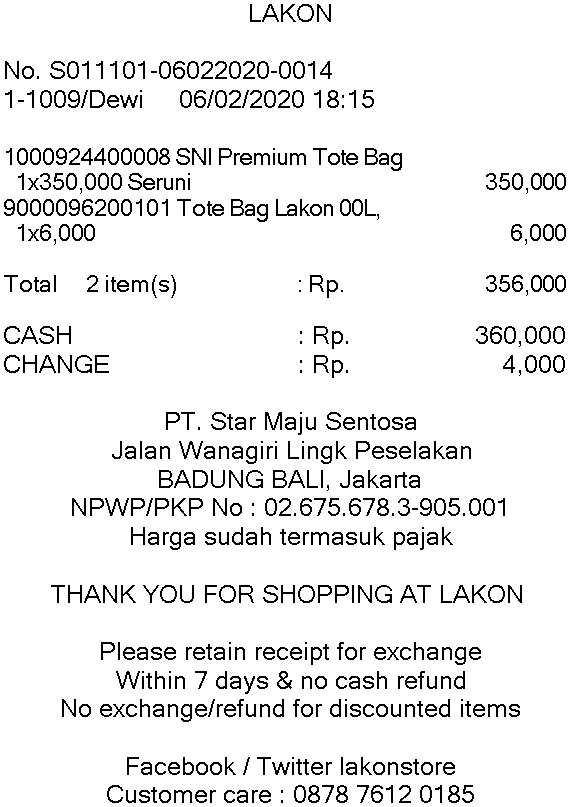 LAKON
No. S011101-06022020-0014
1-1009/Dewi 06/02/2020 18:15
1000924400008 SNI Premium Tote Bag
1x350,000 Seruni 350,000
9000096200101 Tote Bag Lakon 00L,
1x6,000 6,000
Total 2 item(s) : Rp. 356,000
CASH : Rp. 360,000
CHANGE : Rp. 4,000
PT. Star Maju Sentosa
Jalan Wanagiri Lingk Peselakan
BADUNG BALI, Jakarta
NPWP/PKP No : 02.675.678.3-905.001
Harga sudah termasuk pajak
THANK YOU FOR SHOPPING AT LAKON
Please retain receipt for exchange
Within 7 days & no cash refund
No exchange/refund for discounted items
Facebook / Twitter lakonstore
Customer care : 0878 7612 0185